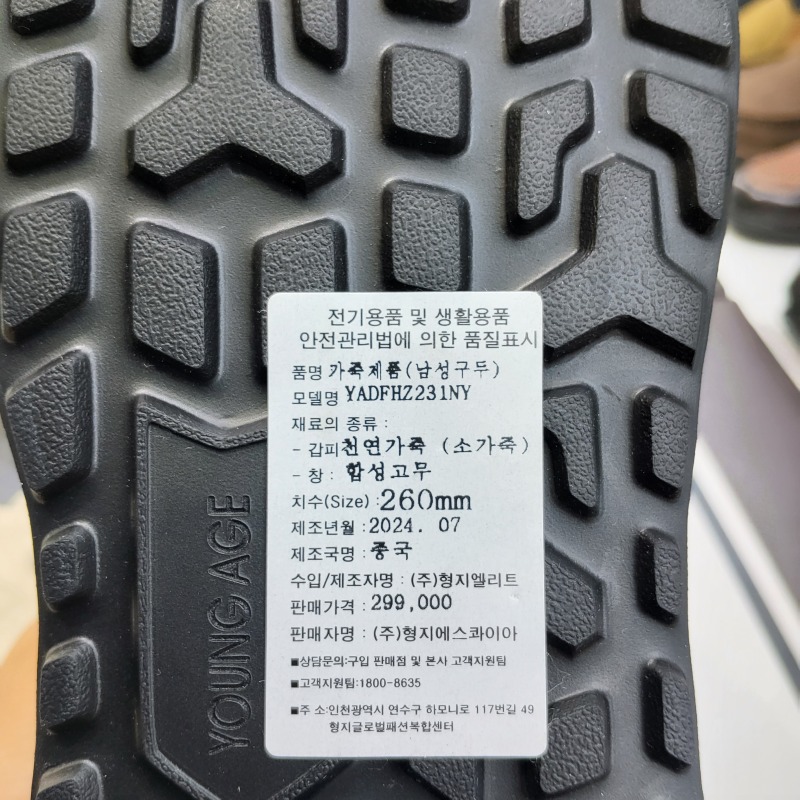 전기용품 및 생활용품
안전관리법에 의한 품질표시
품명 가죽제품(남성구두)
모델명 YADFHZ231NY
재료의 종류 :
- 갑피 천연가죽 (소가죽)
- 창 : 합성고무
치수(Size) : 260mm
제조년월 : 2024. 07
제조국명 : 중국
수입/제조자명 : (주)형지엘리트
판매가격 : 299,000
판매자명 : (주)형지에스콰이아
■상담문의:구입 판매점 및 본사 고객지원팀
■고객지원팀:1800-8635
■주 소:인천광역시 연수구 하모니로 177번길 49
형지글로벌패션복합센터
YOUNG AGE